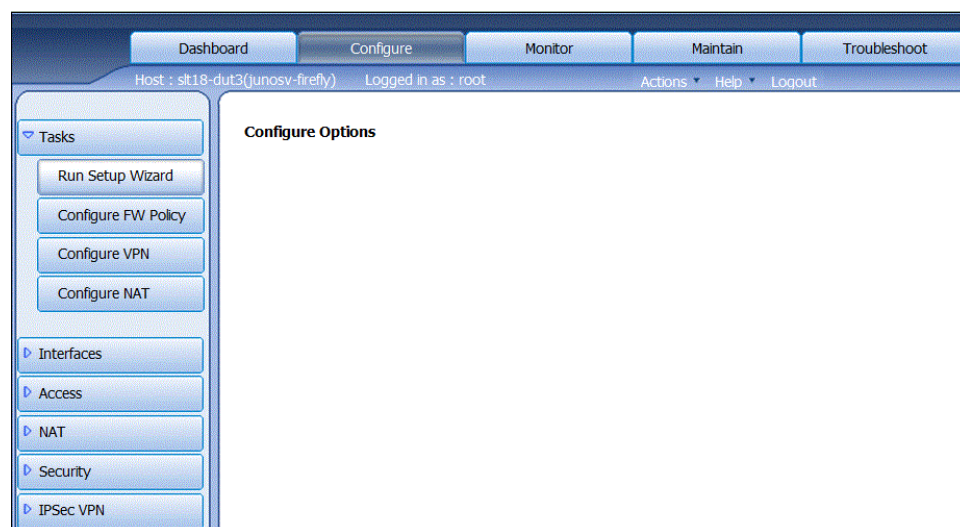 Dashboard Configure Monitor Maintain Troubleshoot
Host : slt18-dut3(junosv-firefly) Logged in as : root Actions Help Logout
Tasks
Configure Options
Run Setup Wizard
Configure FW Policy
Configure VPN
Configure NAT
Interfaces
Access
NAT
Security
IPSec VPN